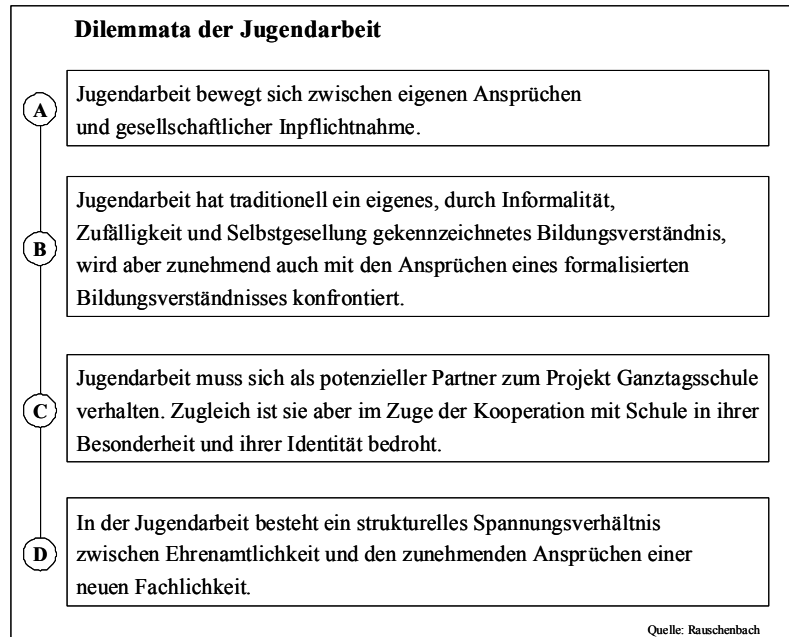 Dilemmata der Jugendarbeit
A
Jugendarbeit bewegt sich zwischen eigenen Ansprüchen
und gesellschaftlicher Inpflichtnahme.
B
Jugendarbeit hat traditionell ein eigenes, durch Informalität,
Zufälligkeit und Selbstgesellung gekennzeichnetes Bildungsverständnis,
wird aber zunehmend auch mit den Ansprüchen eines formalisierten
Bildungsverständnisses konfrontiert.
C
Jugendarbeit muss sich als potenzieller Partner zum Projekt Ganztagsschule
verhalten. Zugleich ist sie aber im Zuge der Kooperation mit Schule in ihrer
Besonderheit und ihrer Identität bedroht.
D
In der Jugendarbeit besteht ein strukturelles Spannungsverhältnis
zwischen Ehrenamtlichkeit und den zunehmenden Ansprüchen einer
neuen Fachlichkeit.
Quelle: Rauschenbach